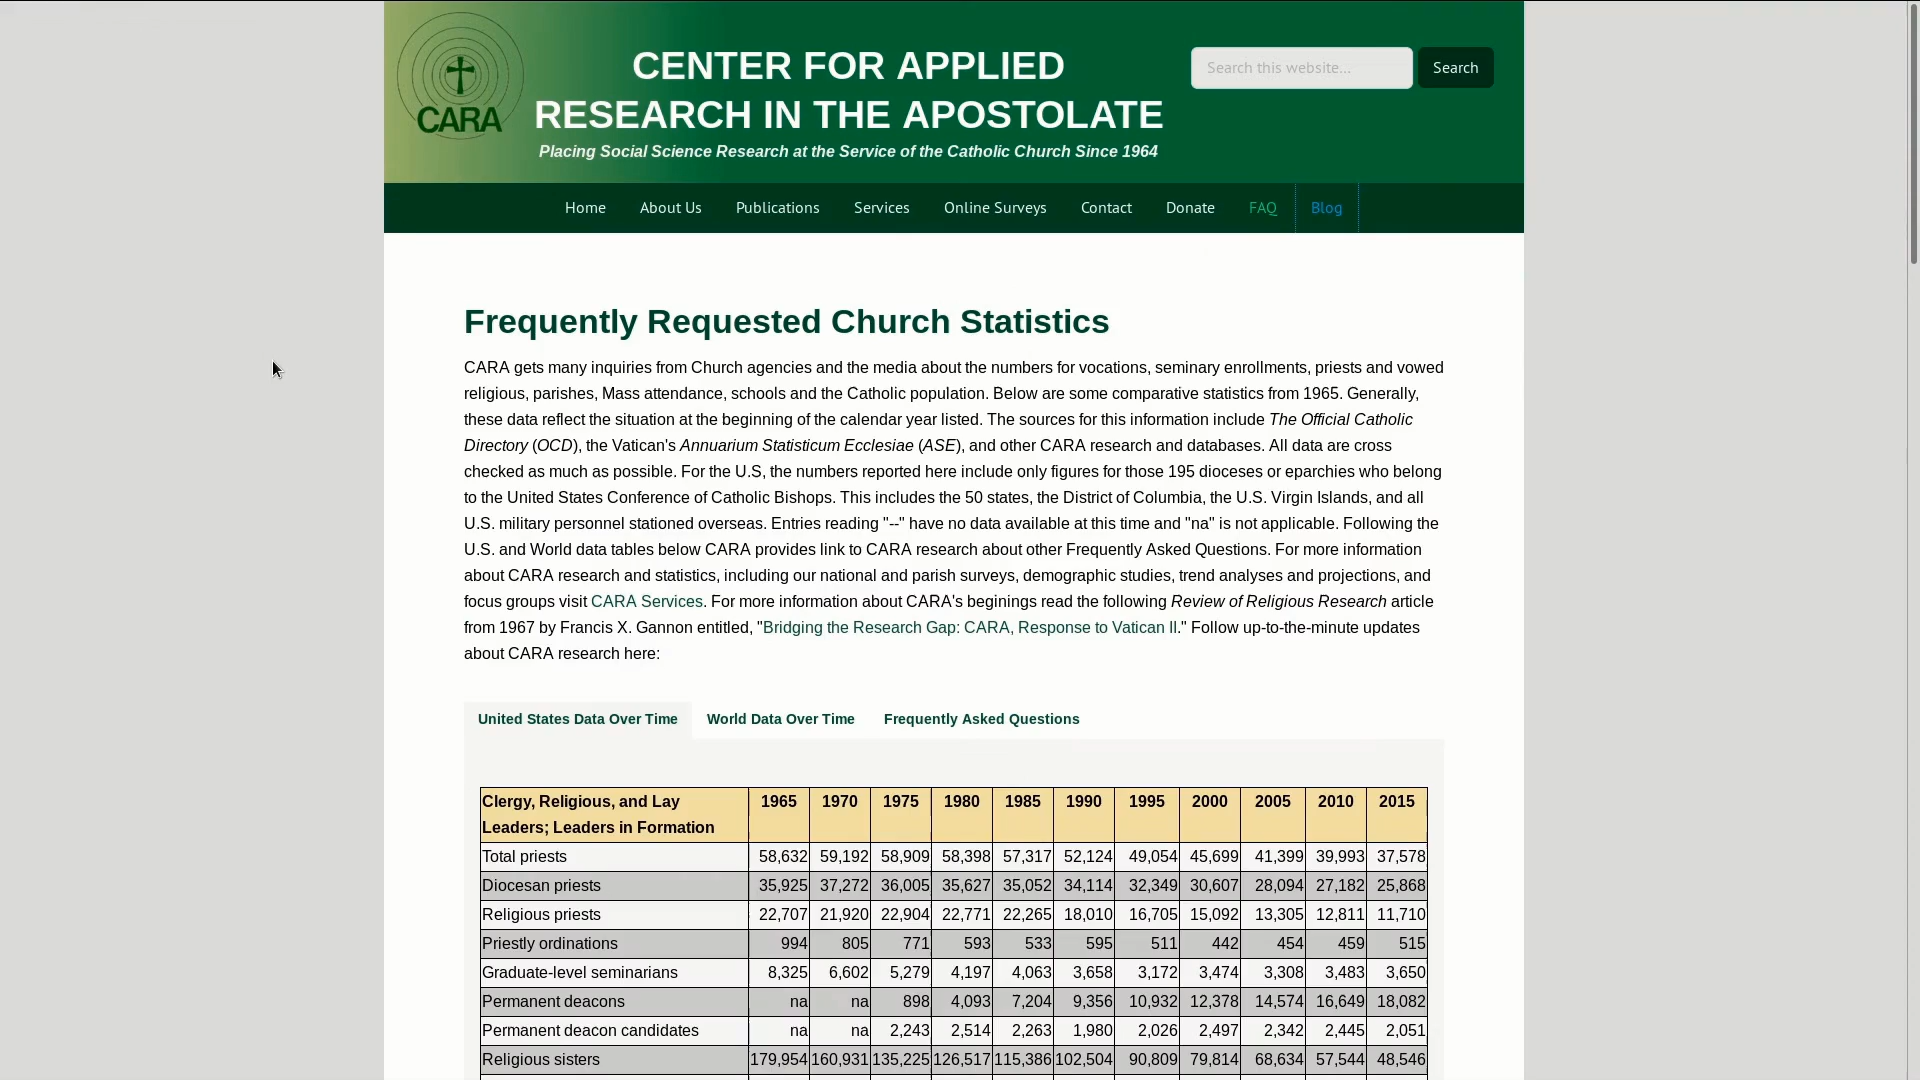 CARA
CENTER FOR APPLIED
RESEARCH IN THE APOSTOLATE
Placing Social Science Research at the Service of the Catholic Church Since 1964
Search this website...
Search
Home About Us Publications Services Online Surveys Contact Donate FAQ Blog
Frequently Requested Church Statistics
CARA gets many inquiries from Church agencies and the media about the numbers for vocations, seminary enrollments, priests and vowed
religious, parishes, Mass attendance, schools and the Catholic population. Below are some comparative statistics from 1965. Generally,
these data reflect the situation at the beginning of the calendar year listed. The sources for this information include The Official Catholic
Directory (OCD), the Vatican's Annuarium Statisticum Ecclesiae (ASE), and other CARA research and databases. All data are cross
checked as much as possible. For the U.S, the numbers reported here include only figures for those 195 dioceses or eparchies who belong
to the United States Conference of Catholic Bishops. This includes the 50 states, the District of Columbia, the U.S. Virgin Islands, and all
U.S. military personnel stationed overseas. Entries reading "--" have no data available at this time and "na" is not applicable. Following the
U.S. and World data tables below CARA provides link to CARA research about other Frequently Asked Questions. For more information
about CARA research and statistics, including our national and parish surveys, demographic studies, trend analyses and projections, and
focus groups visit CARA Services. For more information about CARA's beginings read the following Review of Religious Research article
from 1967 by Francis X. Gannon entitled, "Bridging the Research Gap: CARA, Response to Vatican II." Follow up-to-the-minute updates
about CARA research here:
United States Data Over Time World Data Over Time Frequently Asked Questions
Clergy, Religious, and Lay 1965 1970 1975 1980 1985 1990 1995 2000 2005 2010 2015
Leaders; Leaders in Formation
Total priests 58,632 59,192 58,909 58,398 57,317 52,124 49,054 45,699 41,399 39,993 37,578
Diocesan priests 35,925 37,272 36,005 35,627 35,052 34,114 32,349 30,607 28,094 27,182 25,868
Religious priests 22,707 21,920 22,904 22,771 22,265 18,010 16,705 15,092 13,305 12,811 11,710
Priestly ordinations 994 805 771 593 533 595 511 442 454 459 515
Graduate-level seminarians 8,325 6,602 5,279 4,197 4,063 3,658 3,172 3,474 3,308 3,483 3,650
Permanent deacons na na 898 4,093 7,204 9,356 10,932 12,378 14,574 16,649 18,082
Permanent deacon candidates na na 2,243 2,514 2,263 1,980 2,026 2,497 2,342 2,445 2,051
Religious sisters 179,954 160,931 135,225 126,517 115,386 102,504 90,809 79,814 68,634 57,544 48,546